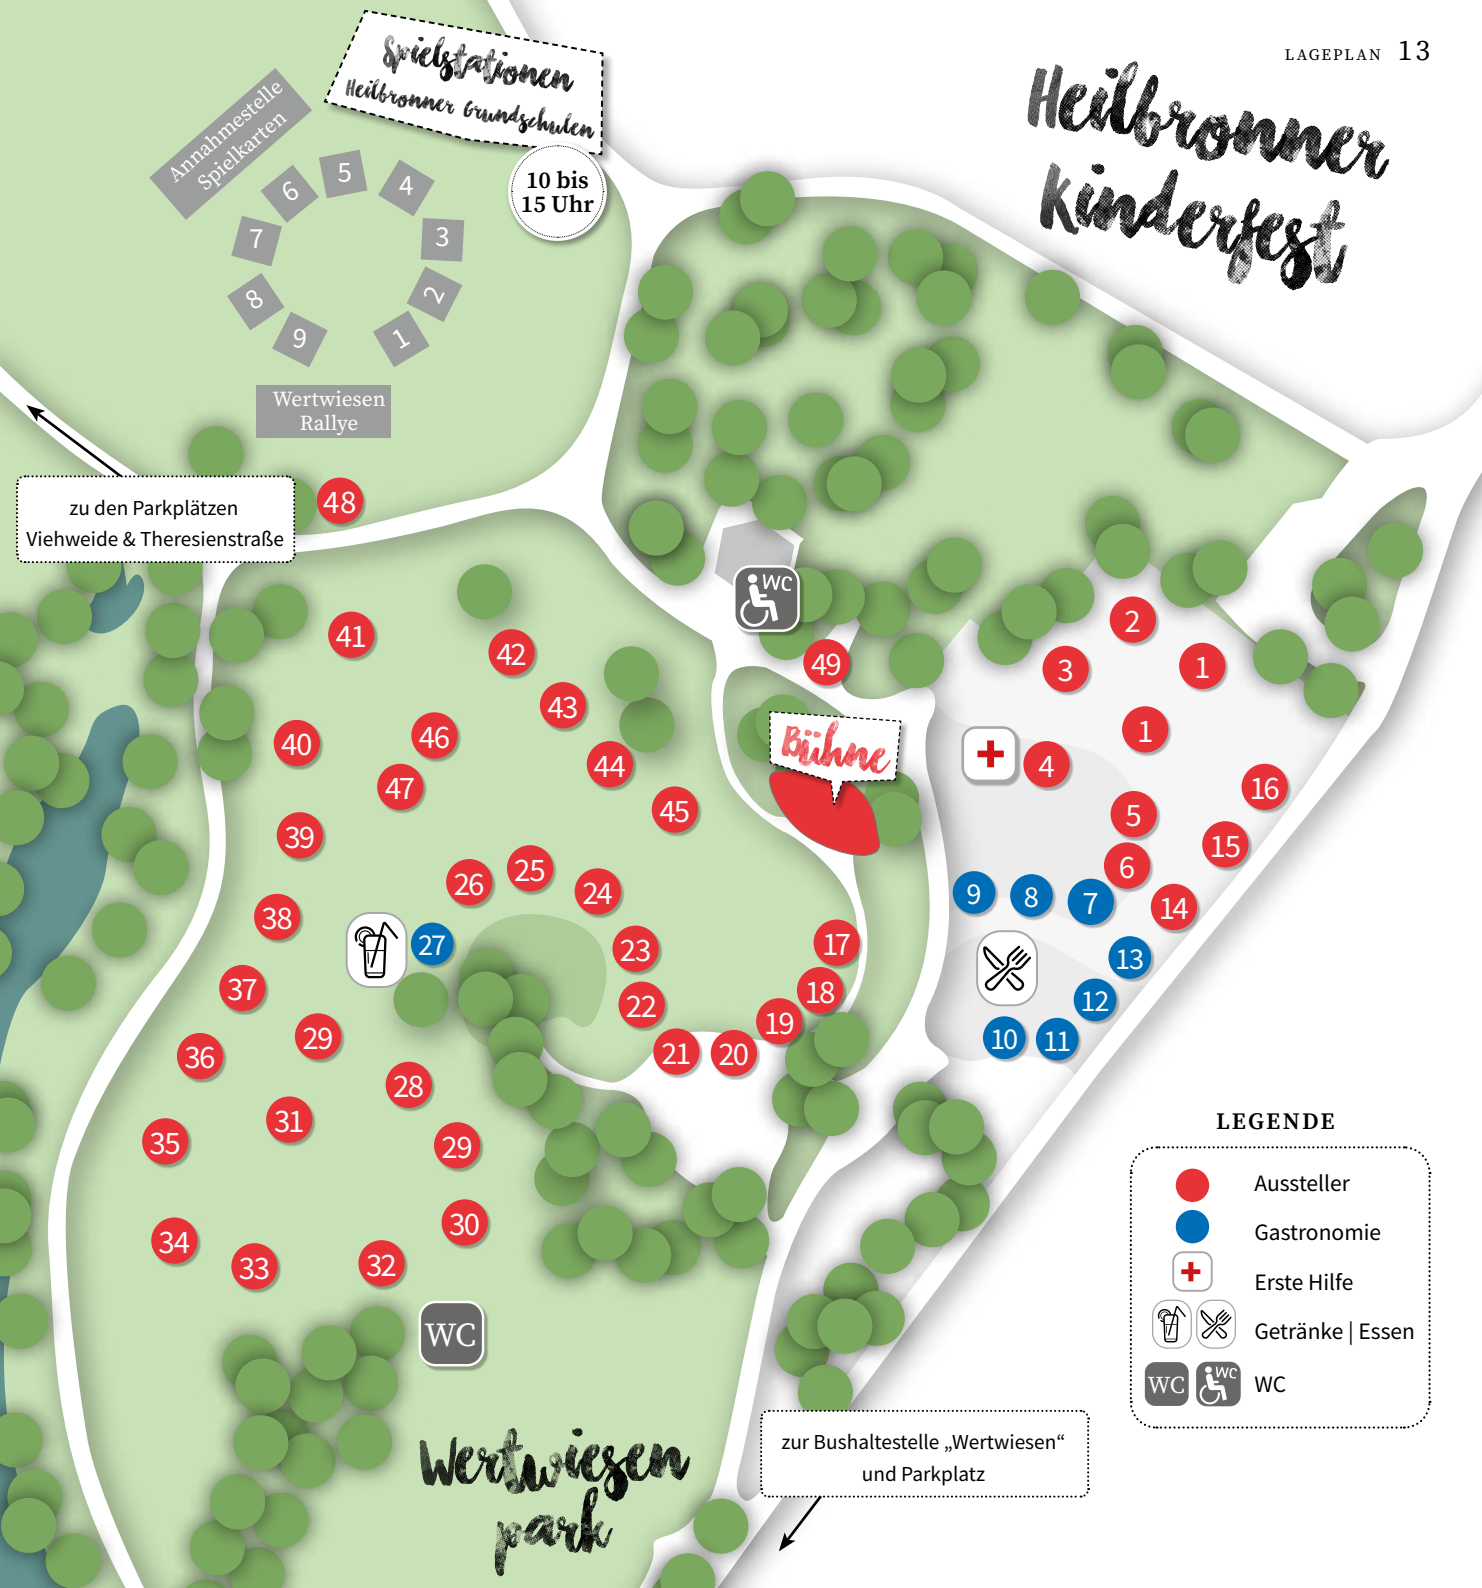 LAGEPLAN 13
Heilbronner
Kinderfest
Spielstationen
Heilbronner Grundschulen
10 bis
15 Uhr
Annahmestelle
Spielkarten
5
6
4
7
3
8
2
9
1
Wertwiesen
Rallye
zu den Parkplätzen
Viehweide & Theresienstraße
48
WC
49
41
42
43
40
46
44
47
45
39
2
3
1
1
4
16
5
15
6
Bühne
9
8
7
14
13
12
10
11
26
25
24
38
27
23
17
37
22
18
29
19
36
21
20
28
31
35
29
30
34
33
32
WC
LEGENDE
Aussteller
Gastronomie
Erste Hilfe
Getränke | Essen
WC
WC
WC
zur Bushaltestelle „Wertwiesen“
und Parkplatz
Wertwiesen
park